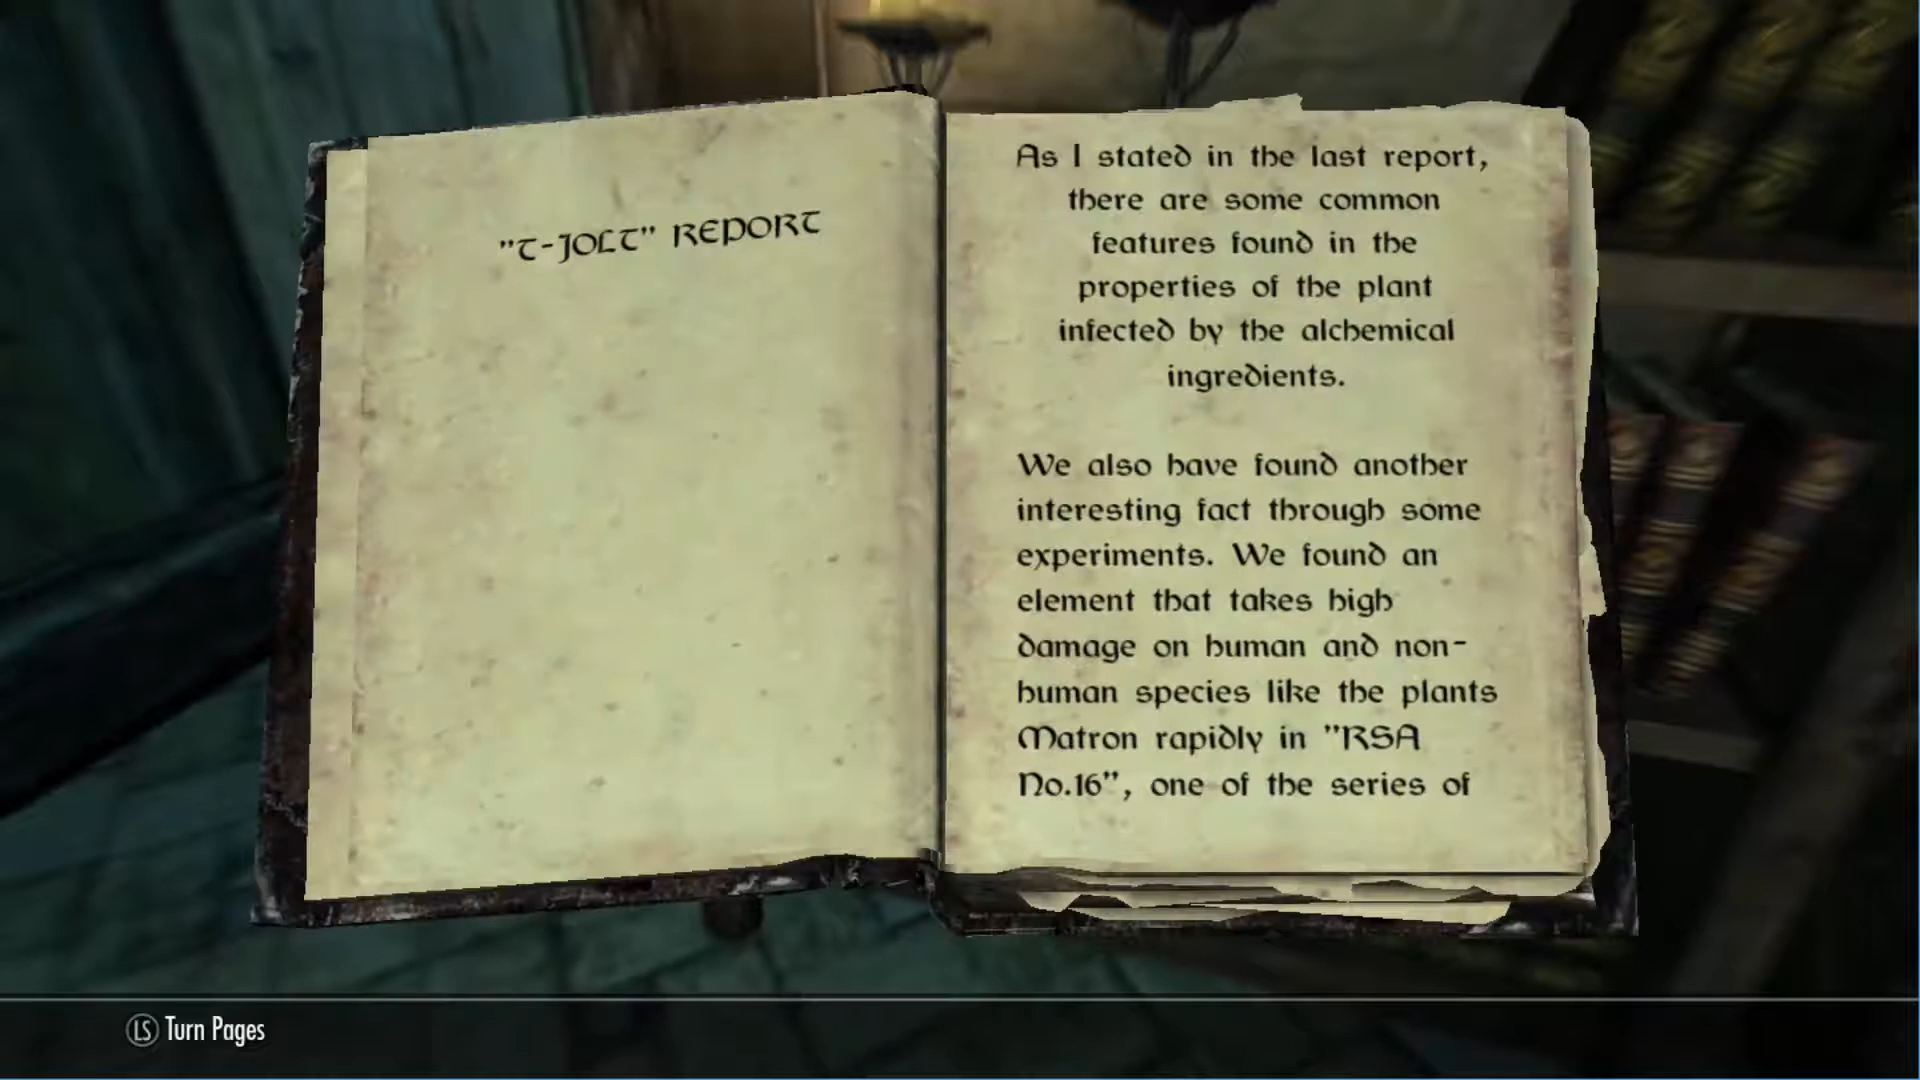 "T-JOLT" REPORT
As I stated in the last report,
there are some common
features found in the
properties of the plant
infected by the alchemical
ingredients.
We also have found another
interesting fact through some
experiments. We found an
element that takes high
damage on human and non-
human species like the plants
Matron rapidly in "RSA
No.16", one of the series of
LS Turn Pages